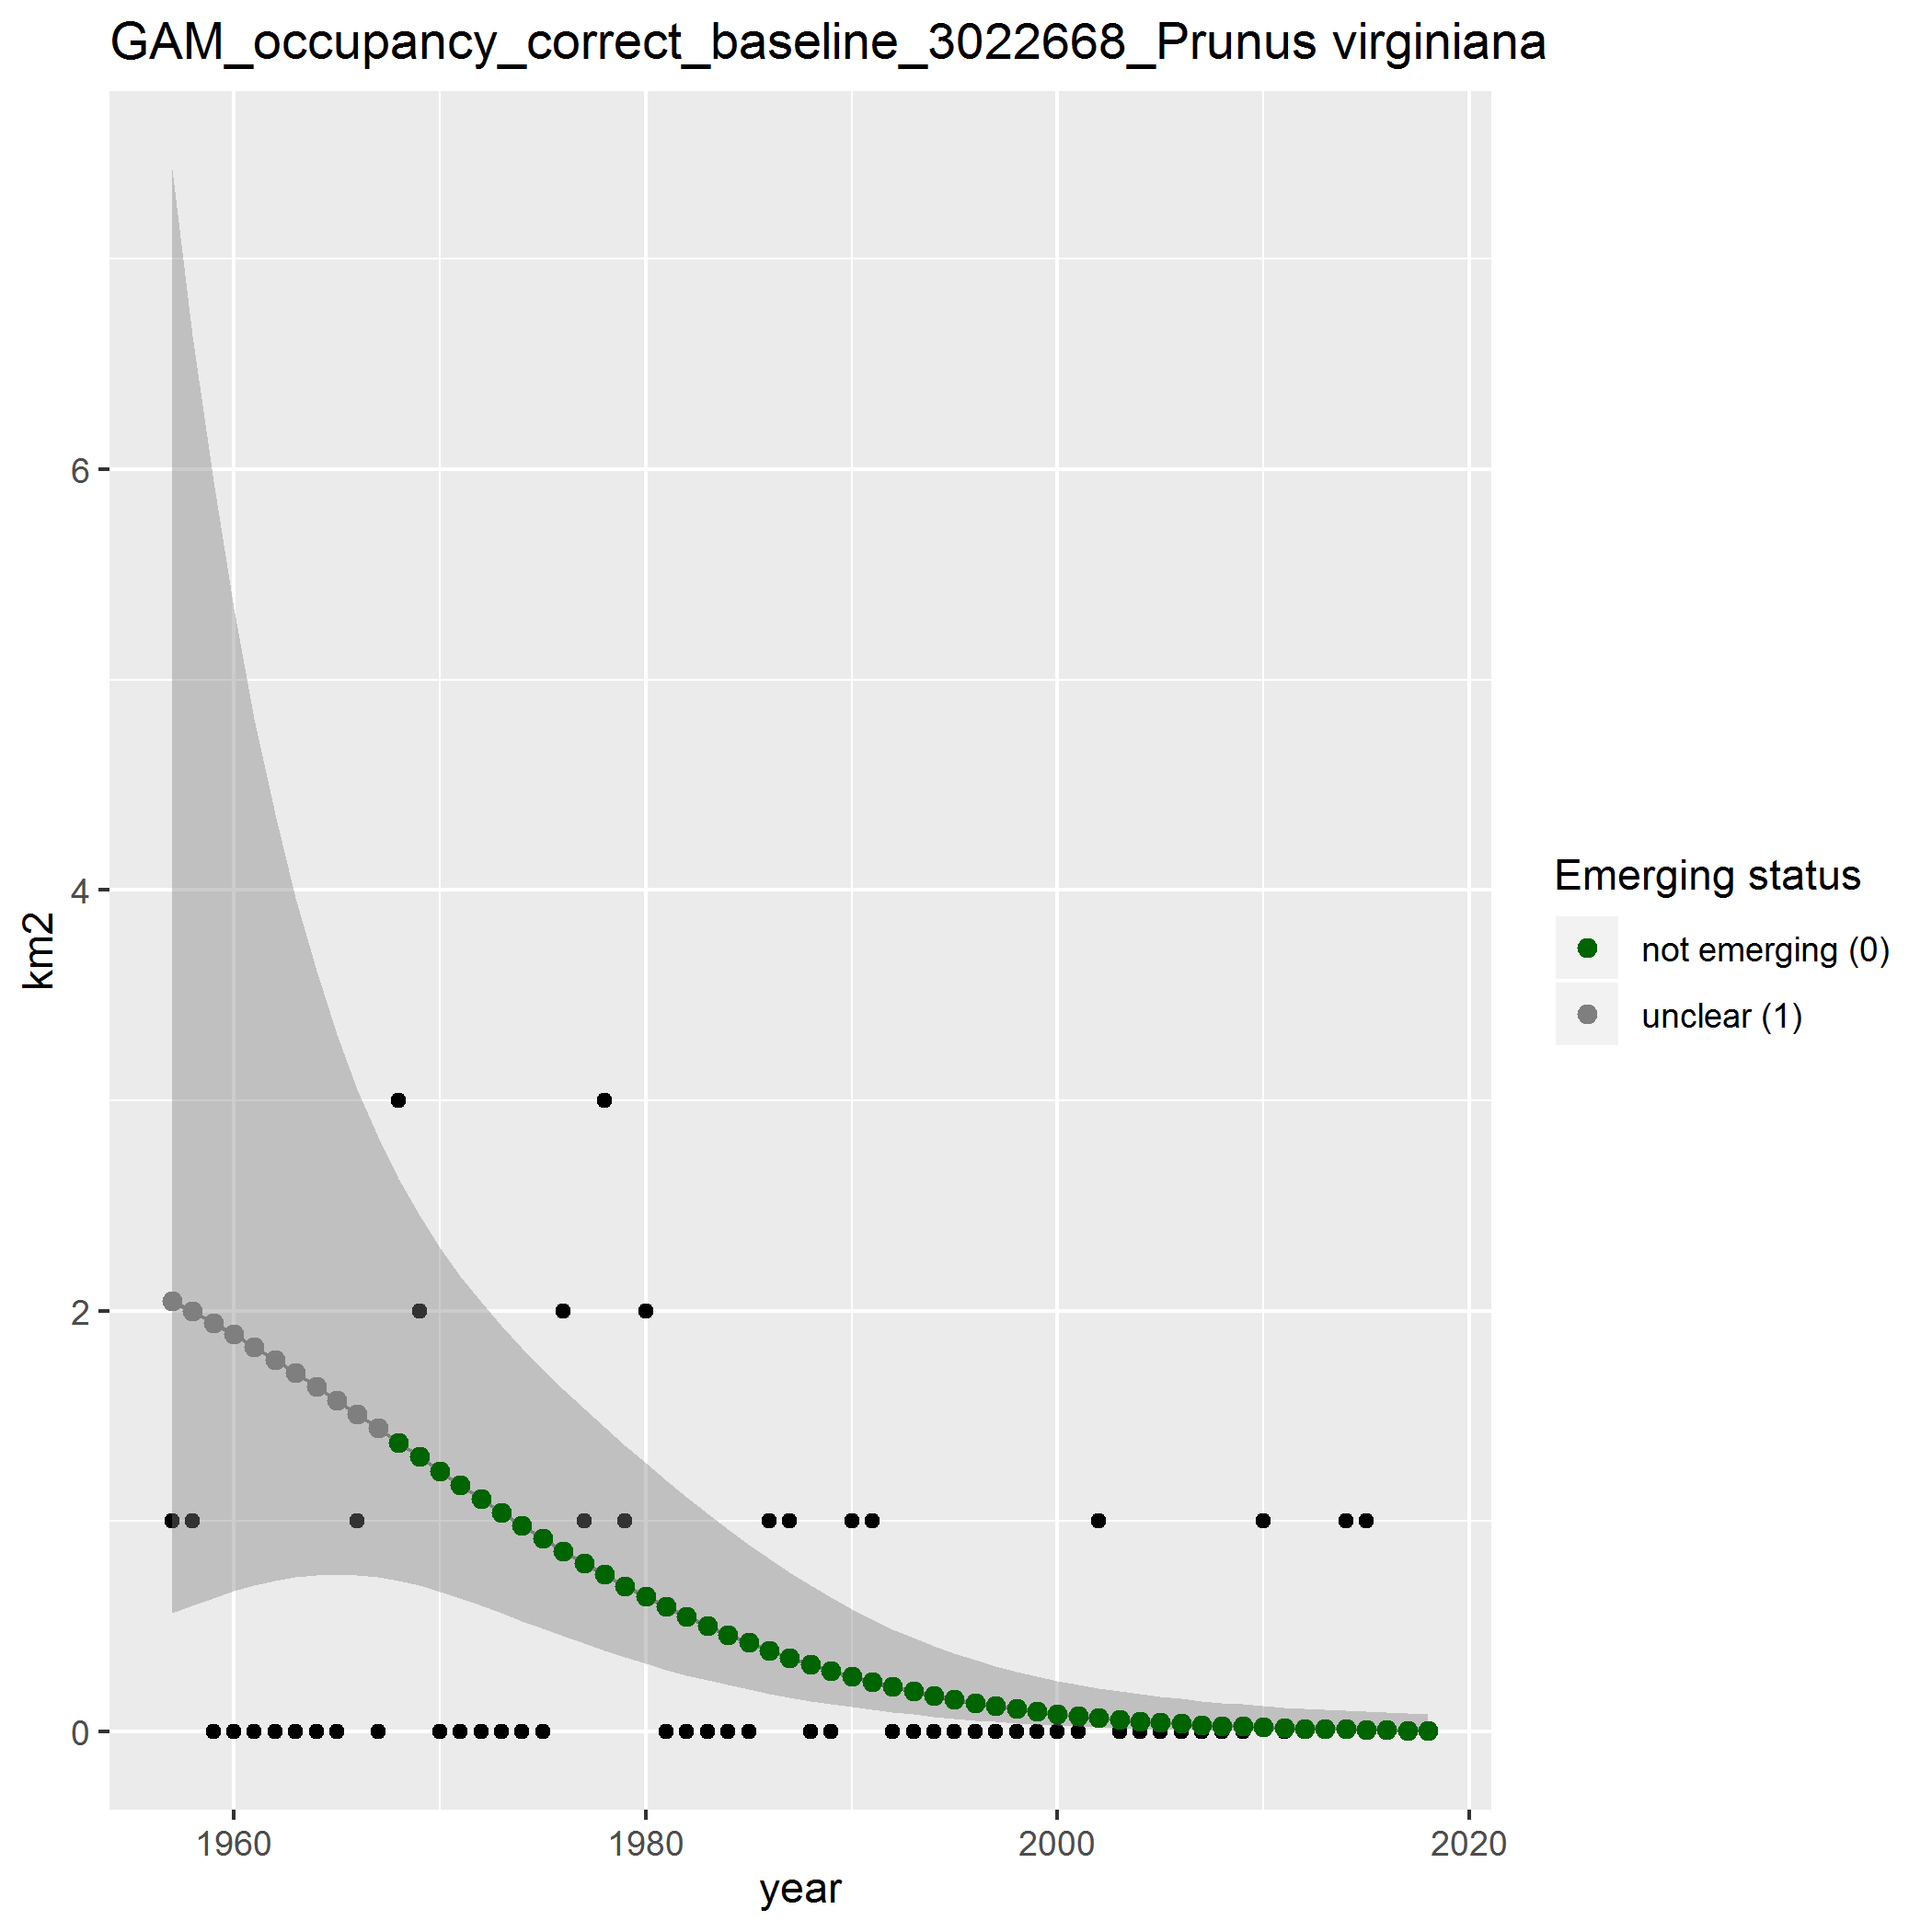 GAM_occupancy_correct_baseline_3022668_Prunus virginiana
6
4
2
0
km2
1960
1980
2000
2020
year
Emerging status
not emerging (0)
unclear (1)